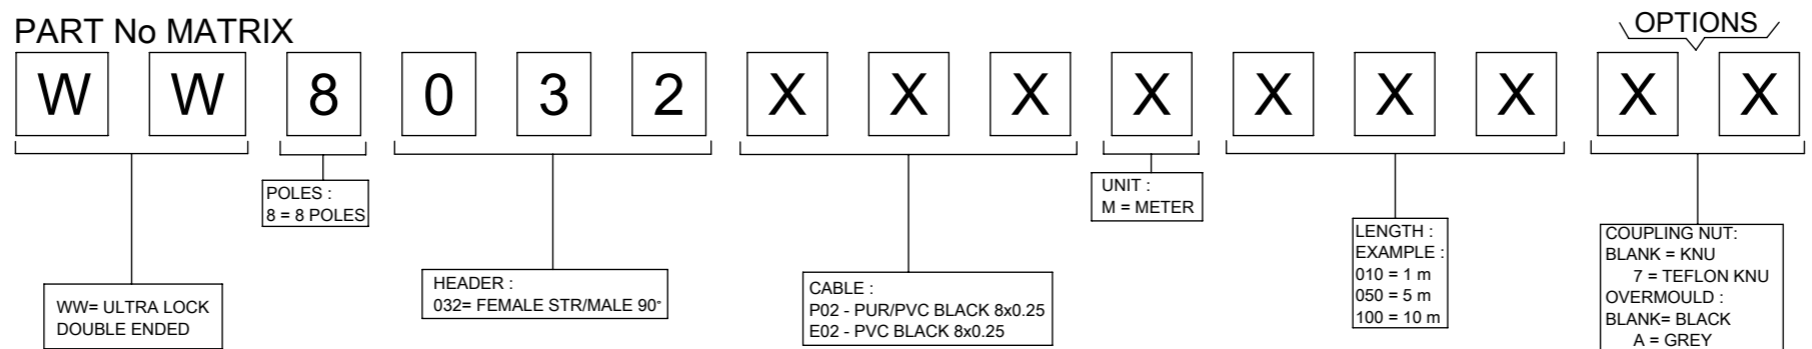 PART No MATRIX
OPTIONS
W W 8 0 3 2 X X X X X X X X X
POLES :
8 = 8 POLES
UNIT :
M = METER
WW= ULTRA LOCK
DOUBLE ENDED
HEADER :
032= FEMALE STR/MALE 90°
CABLE :
P02 - PUR/PVC BLACK 8x0.25
E02 - PVC BLACK 8x0.25
LENGTH :
EXAMPLE :
010 = 1 m
050 = 5 m
100 = 10 m
COUPLING NUT:
BLANK = KNU
7 = TEFLON KNU
OVERMOULD :
BLANK= BLACK
A = GREY